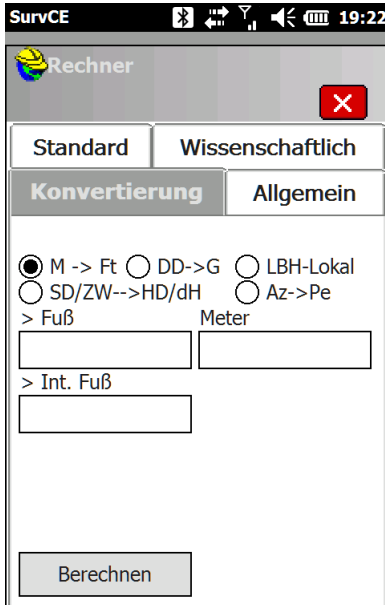 SurvCE 19:22
Rechner
Standard Wissenschaftlich
Konvertierung Allgemein
M -> Ft DD->G LBH-Lokal
SD/ZW-->HD/dH Az->Pe
> Fuß Meter
> Int. Fuß
Berechnen